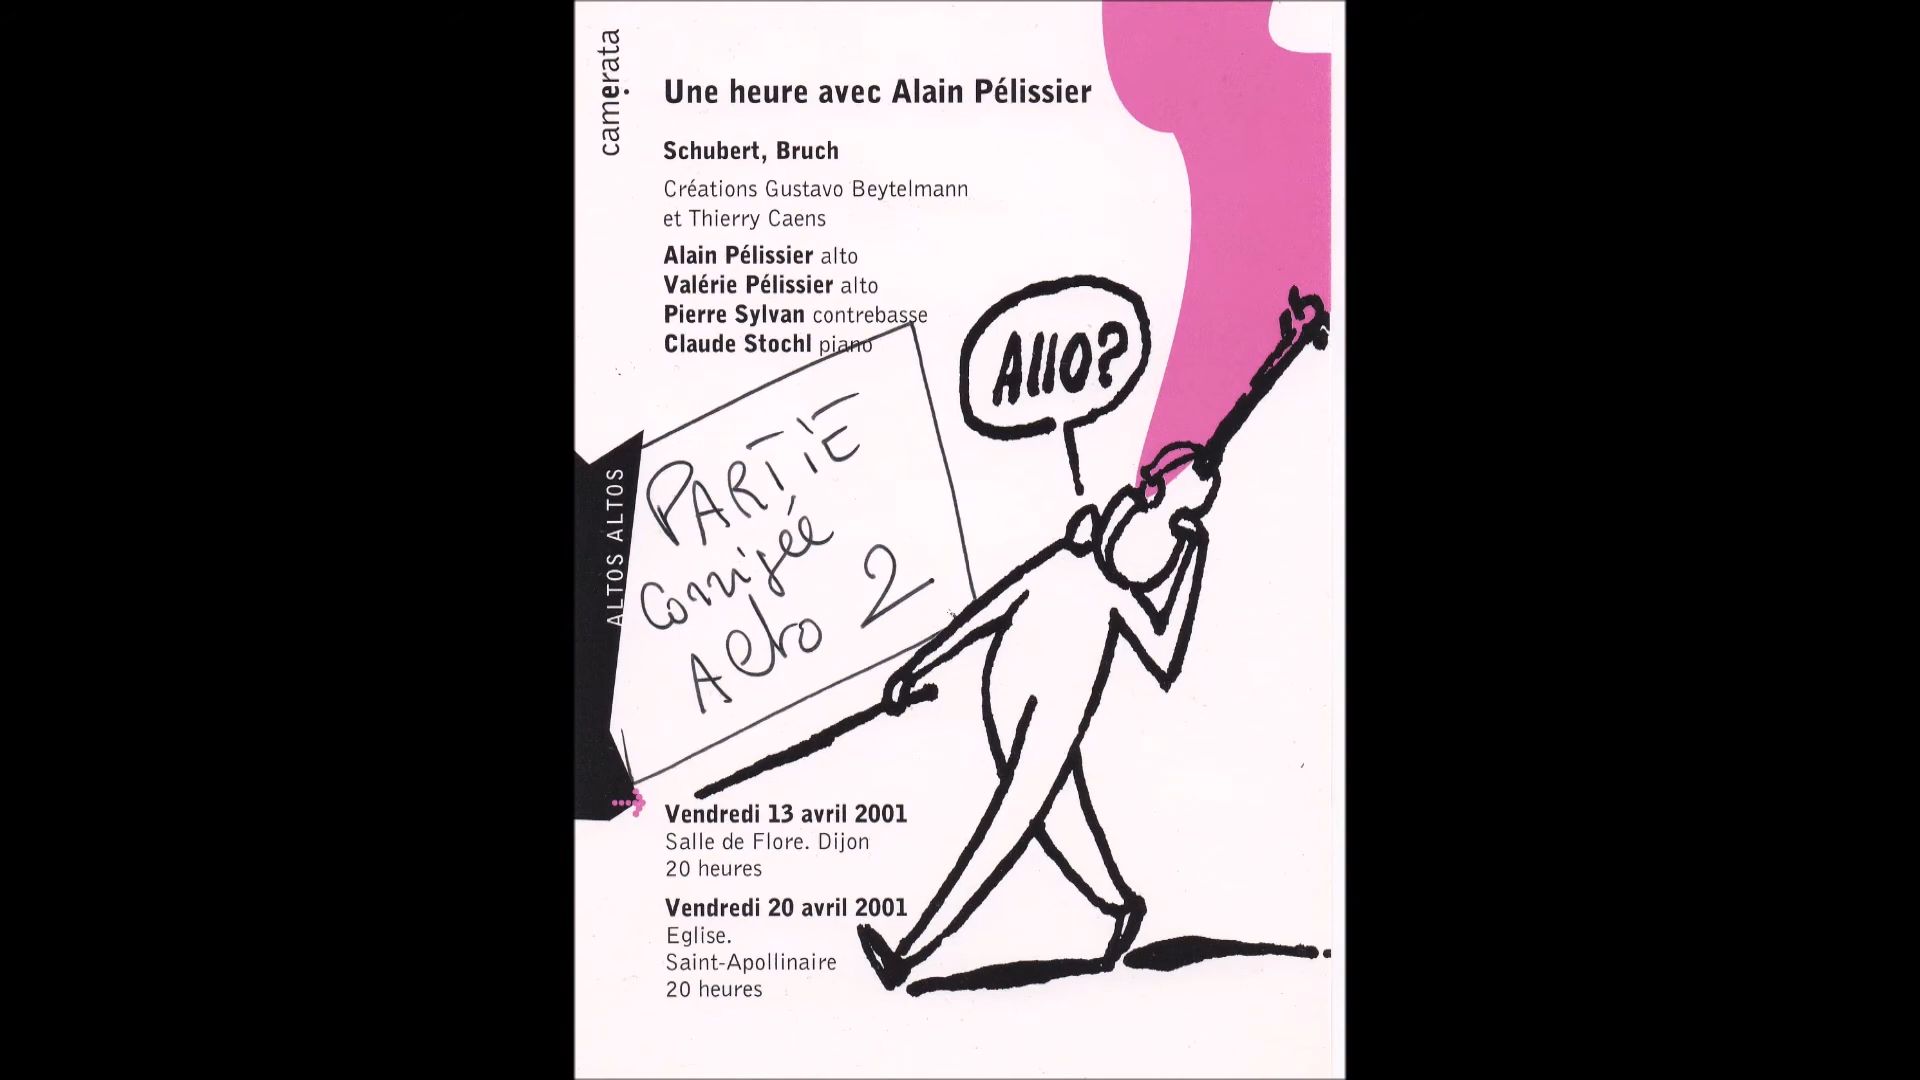 camerata
Une heure avec Alain Pélissier
Schubert, Bruch
Créations Gustavo Beytelmann
et Thierry Caens
Alain Pélissier alto
Valérie Pélissier alto
Pierre Sylvan contrebasse
Claude Stochl piano
Allo?
ALTOS ALTOS
PARTIE
corrigée
Alto 2
Vendredi 13 avril 2001
Salle de Flore. Dijon
20 heures
Vendredi 20 avril 2001
Eglise.
Saint-Apollinaire
20 heures